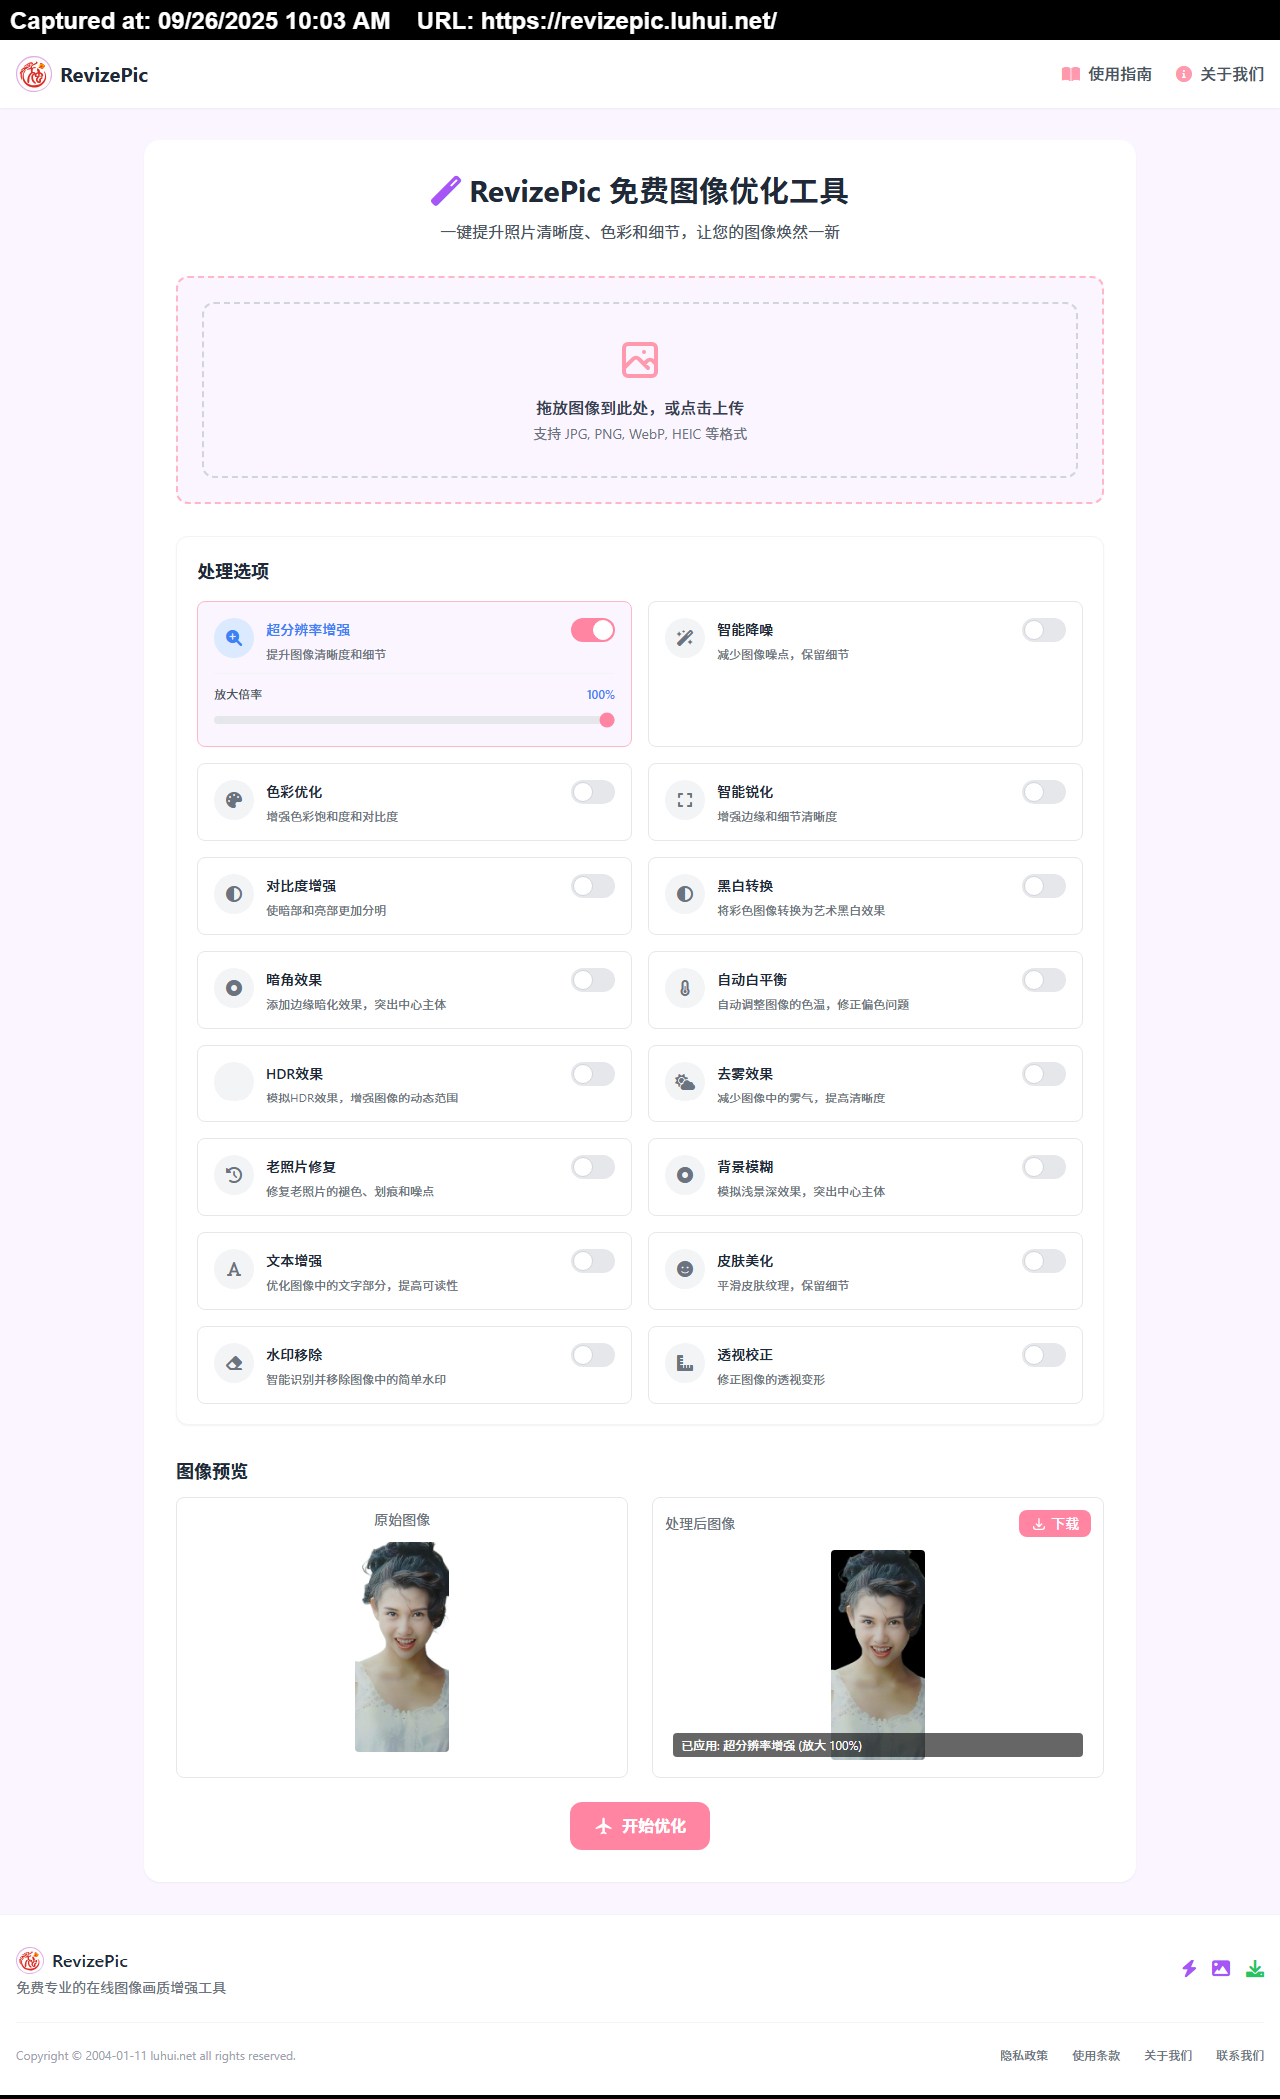 Captured at: 09/26/2025 10:03 AM    URL: https://revizepic.luhui.net/
RevizePic
使用指南
关于我们
RevizePic 免费图像优化工具
一键提升照片清晰度、色彩和细节，让您的图像焕然一新
拖放图像到此处，或点击上传
支持 JPG, PNG, WebP, HEIC 等格式
处理选项
超分辨率增强
提升图像清晰度和细节
放大倍率
100%
智能降噪
减少图像噪点，保留细节
色彩优化
增强色彩饱和度和对比度
智能锐化
增强边缘和细节清晰度
对比度增强
使暗部和亮部更加分明
黑白转换
将彩色图像转换为艺术黑白效果
暗角效果
添加边缘暗化效果，突出中心主体
自动白平衡
自动调整图像的色温，修正偏色问题
HDR效果
模拟HDR效果，增强图像的动态范围
去雾效果
减少图像中的雾气，提高清晰度
老照片修复
修复老照片的褪色、划痕和噪点
背景模糊
模拟浅景深效果，突出中心主体
文本增强
优化图像中的文字部分，提高可读性
皮肤美化
平滑皮肤纹理，保留细节
水印移除
智能识别并移除图像中的简单水印
透视校正
修正图像的透视变形
图像预览
原始图像
处理后图像
下载
已应用: 超分辨率增强 (放大 100%)
开始优化
RevizePic
免费专业的在线图像画质增强工具
Copyright © 2004-01-11 luhui.net all rights reserved.
隐私政策
使用条款
关于我们
联系我们